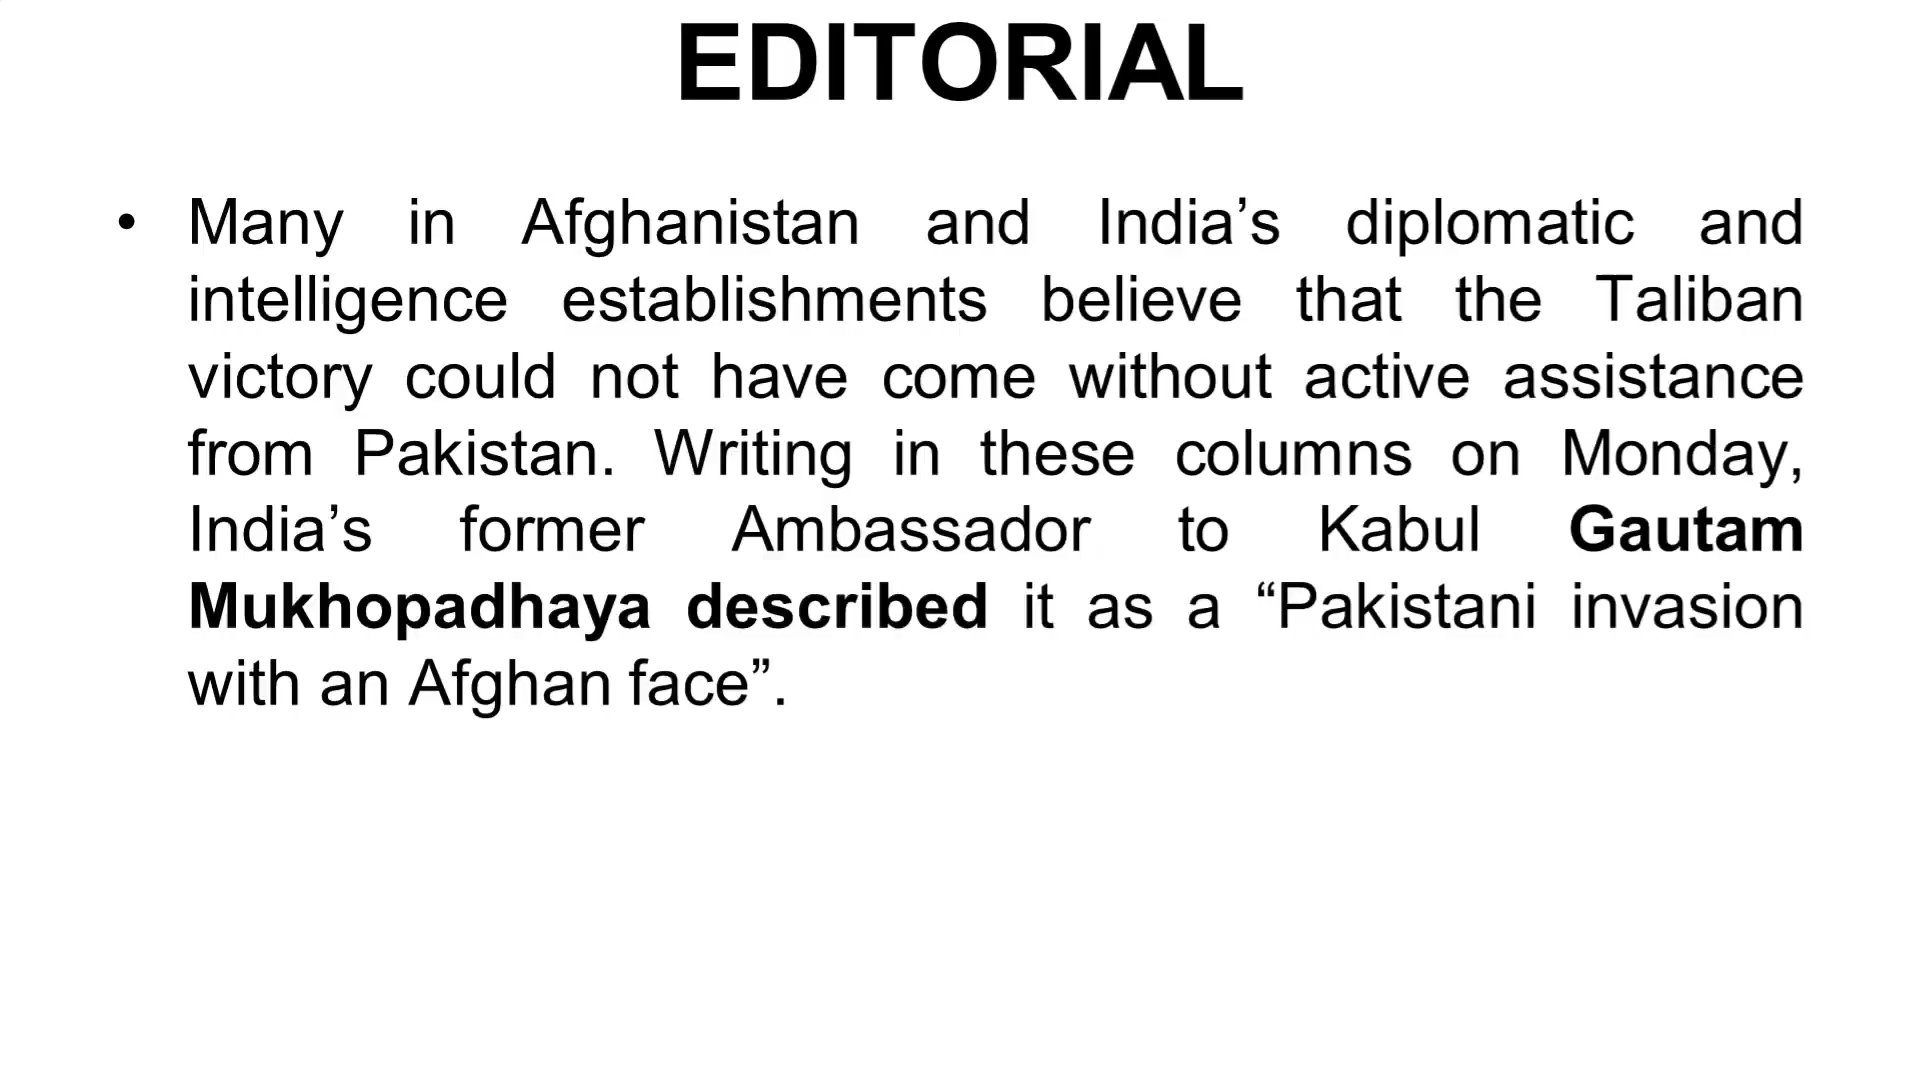 EDITORIAL
• Many in Afghanistan and India’s diplomatic and
intelligence establishments believe that the Taliban
victory could not have come without active assistance
from Pakistan. Writing in these columns on Monday,
India’s former Ambassador to Kabul Gautam
Mukhopadhaya described it as a “Pakistani invasion
with an Afghan face”.